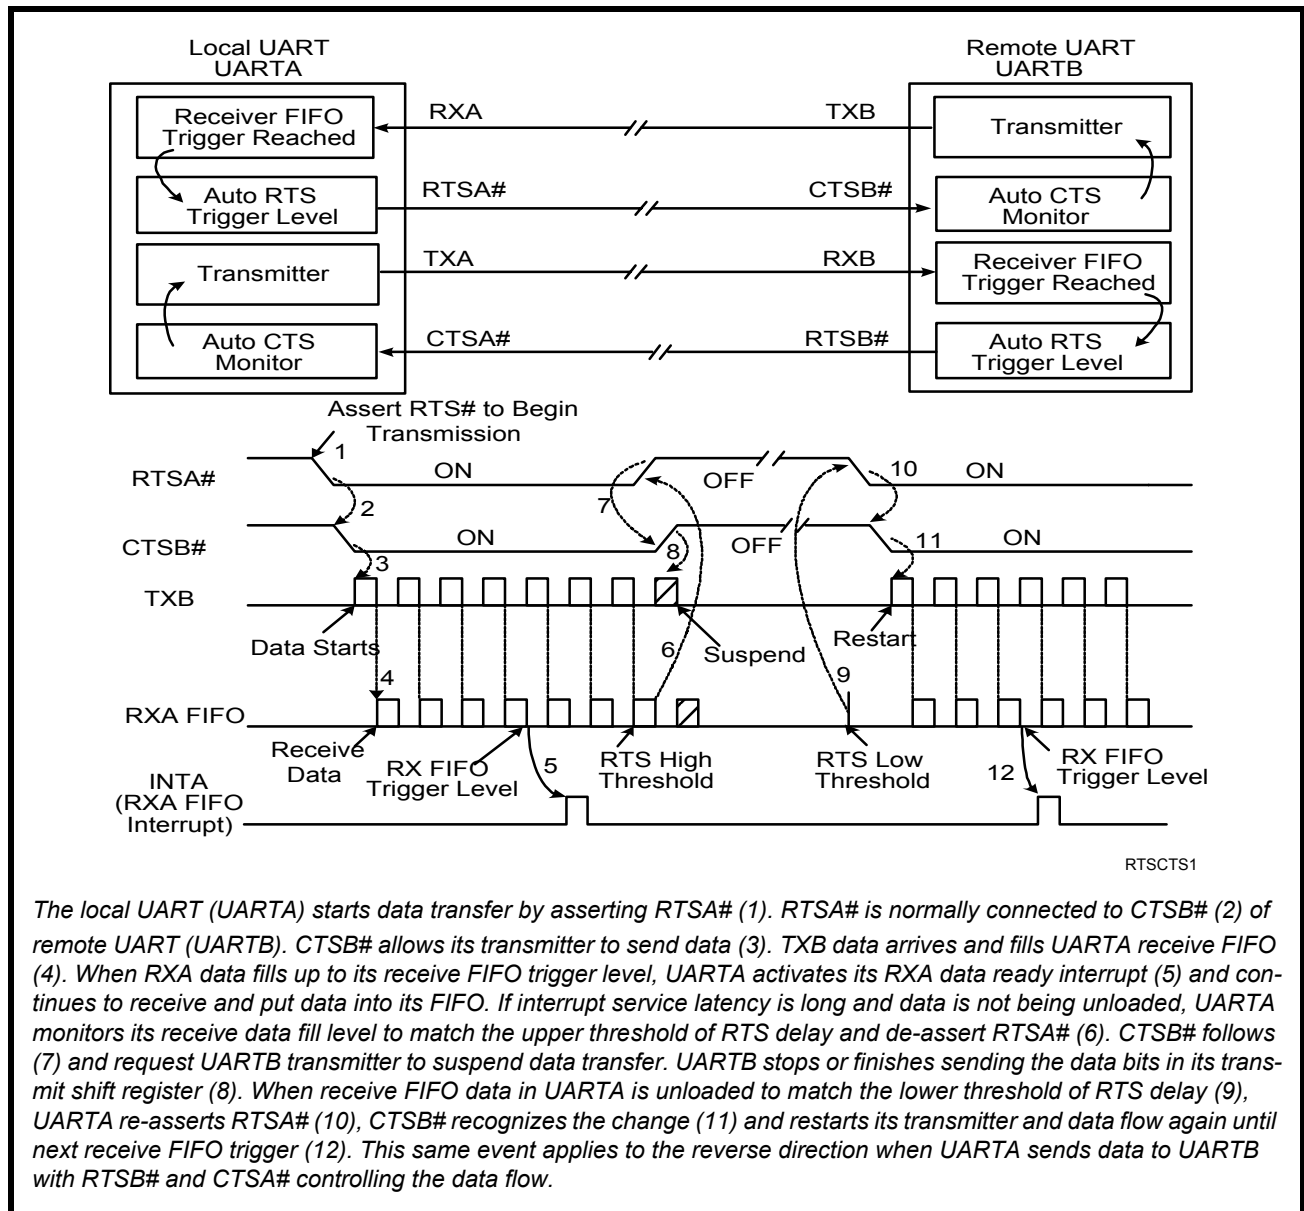 Local UART
UARTA
Remote UART
UARTB
Receiver FIFO
Trigger Reached
RXA
TXB
Transmitter
Auto RTS
Trigger Level
RTSA#
CTSB#
Auto CTS
Monitor
Transmitter
TXA
RXB
Receiver FIFO
Trigger Reached
Auto CTS
Monitor
CTSA#
RTSB#
Auto RTS
Trigger Level
Assert RTS# to Begin
Transmission
1
RTSA#
ON
OFF
10
ON
2
7
CTSB#
ON
8
OFF
11
ON
3
TXB
Data Starts
6
Suspend
Restart
4
9
RXA FIFO
Receive
Data
RX FIFO
Trigger Level
5
RTS High
Threshold
RTS Low
Threshold
12
RX FIFO
Trigger Level
INTA
(RXA FIFO
Interrupt)
RTSCTS1
The local UART (UARTA) starts data transfer by asserting RTSA# (1). RTSA# is normally connected to CTSB# (2) of
remote UART (UARTB). CTSB# allows its transmitter to send data (3). TXB data arrives and fills UARTA receive FIFO
(4). When RXA data fills up to its receive FIFO trigger level, UARTA activates its RXA data ready interrupt (5) and con-
tinues to receive and put data into its FIFO. If interrupt service latency is long and data is not being unloaded, UARTA
monitors its receive data fill level to match the upper threshold of RTS delay and de-assert RTSA# (6). CTSB# follows
(7) and request UARTB transmitter to suspend data transfer. UARTB stops or finishes sending the data bits in its trans-
mit shift register (8). When receive FIFO data in UARTA is unloaded to match the lower threshold of RTS delay (9),
UARTA re-asserts RTSA# (10), CTSB# recognizes the change (11) and restarts its transmitter and data flow again until
next receive FIFO trigger (12). This same event applies to the reverse direction when UARTA sends data to UARTB
with RTSB# and CTSA# controlling the data flow.